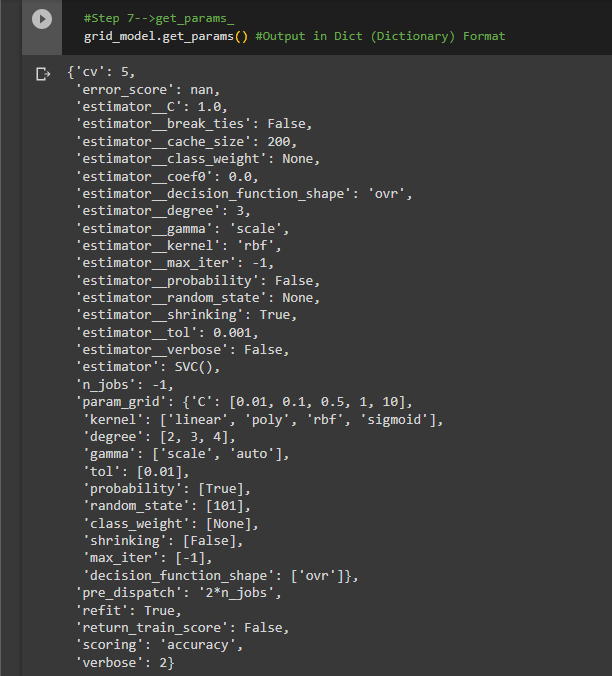 #Step 7-->get_params_
grid_model.get_params() #Output in Dict (Dictionary) Format
{'cv': 5,
'error_score': nan,
'estimator__C': 1.0,
'estimator__break_ties': False,
'estimator__cache_size': 200,
'estimator__class_weight': None,
'estimator__coef0': 0.0,
'estimator__decision_function_shape': 'ovr',
'estimator__degree': 3,
'estimator__gamma': 'scale',
'estimator__kernel': 'rbf',
'estimator__max_iter': -1,
'estimator__probability': False,
'estimator__random_state': None,
'estimator__shrinking': True,
'estimator__tol': 0.001,
'estimator__verbose': False,
'estimator': SVC(),
'n_jobs': -1,
'param_grid': {'C': [0.01, 0.1, 0.5, 1, 10],
'kernel': ['linear', 'poly', 'rbf', 'sigmoid'],
'degree': [2, 3, 4],
'gamma': ['scale', 'auto'],
'tol': [0.01],
'probability': [True],
'random_state': [101],
'class_weight': [None],
'shrinking': [False],
'max_iter': [-1],
'decision_function_shape': ['ovr']},
'pre_dispatch': '2*n_jobs',
'refit': True,
'return_train_score': False,
'scoring': 'accuracy',
'verbose': 2}